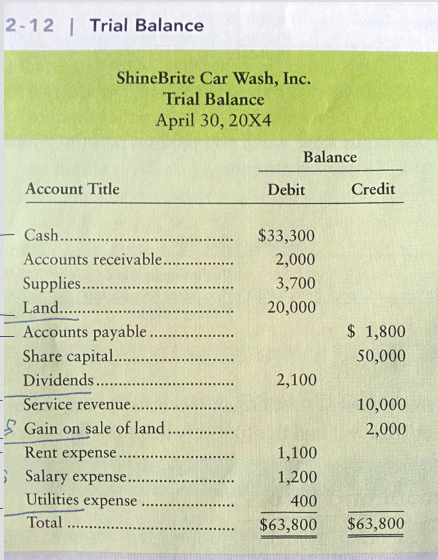 2-12 | Trial Balance
ShineBrite Car Wash, Inc.
Trial Balance
April 30, 20X4
Balance
Account Title Debit Credit
Cash.................................... $33,300
Accounts receivable................ 2,000
Supplies............................... 3,700
Land.................................... 20,000
Accounts payable................... $ 1,800
Share capital.......................... 50,000
Dividends.............................. 2,100
Service revenue...................... 10,000
Gain on sale of land............... 2,000
Rent expense......................... 1,100
Salary expense....................... 1,200
Utilities expense..................... 400
Total..................................... $63,800 $63,800